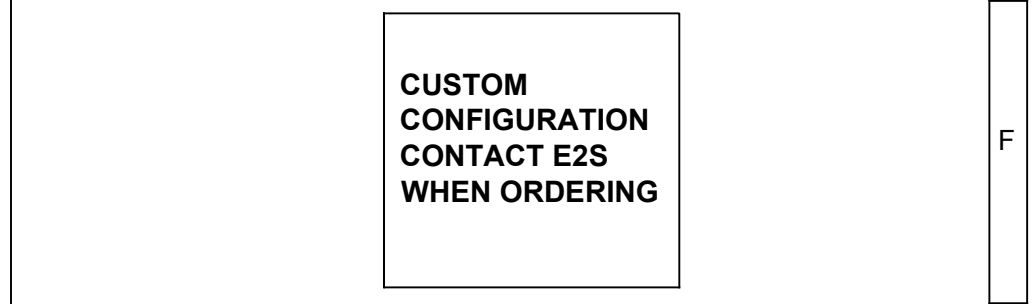 CUSTOM
CONFIGURATION
CONTACT E2S
WHEN ORDERING
F